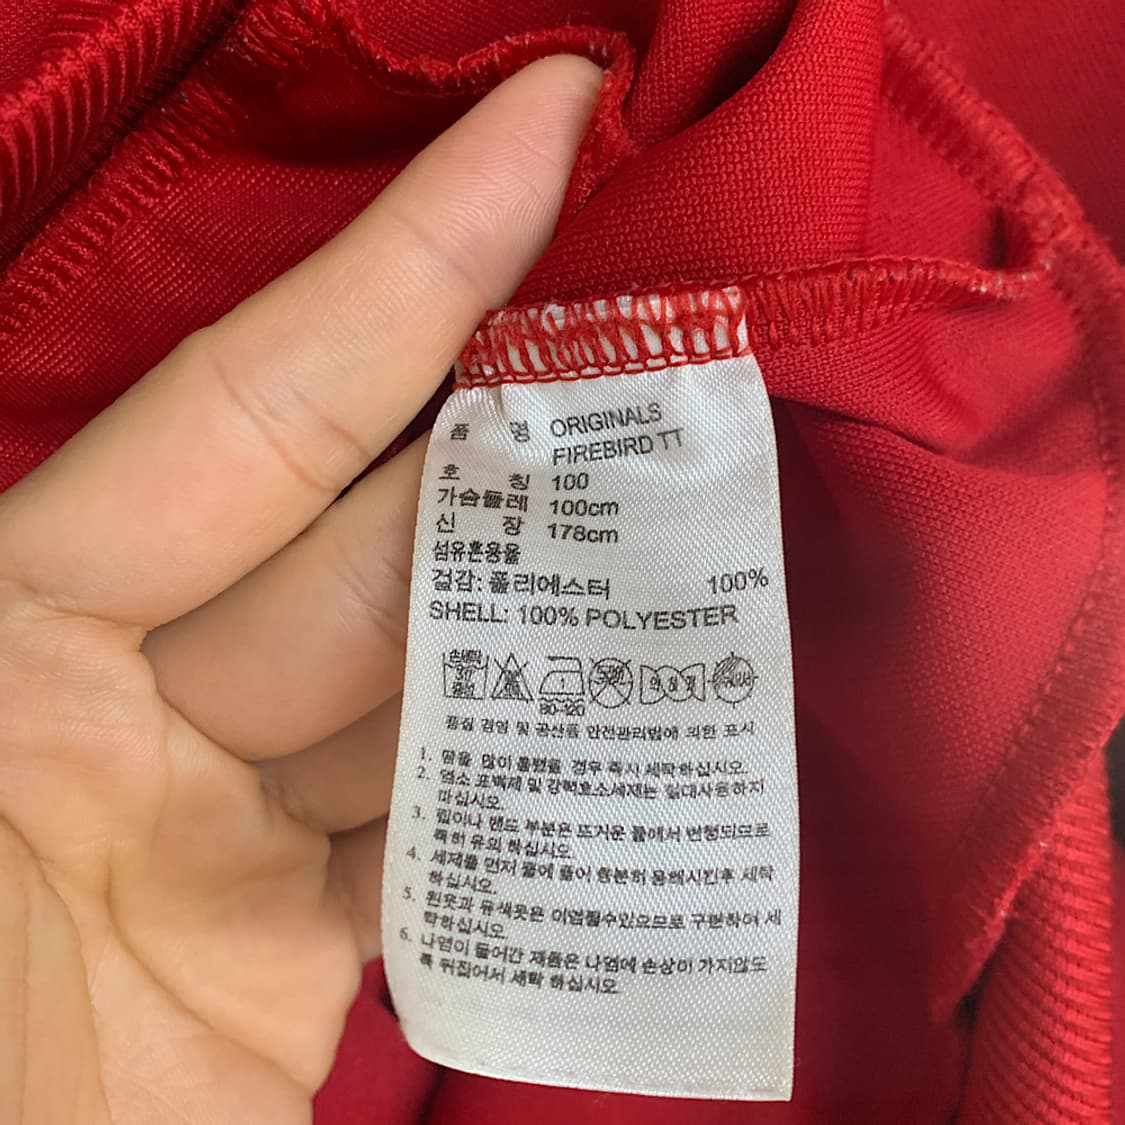 품 명 ORIGINALS
FIREBIRD TT
호 칭 100
가슴둘레 100cm
신 장 178cm
섬유혼용율
겉감: 폴리에스터 100%
SHELL: 100% POLYESTER
손세탁
30
중성
80-120
품질 경영 및 공산품 안전관리법에 의한 표시
1. 땀을 많이 흘렸을 경우 즉시 세탁하십시오.
2. 염소 표백제 및 강력효소세제는 절대사용하지
마십시오.
3. 립이나 밴드 부분은 뜨거운 물에서 변형되므로
특히 유의 하십시오.
4. 세제를 먼저 물에 풀어 충분히 용해시킨후 세탁
하십시오.
5. 흰옷과 유색옷은 이염될수있으므로 구분하여 세
탁하십시오
6. 나염이 들어간 제품은 나염에 손상이 가지않도
록 뒤집어서 세탁 하십시오.